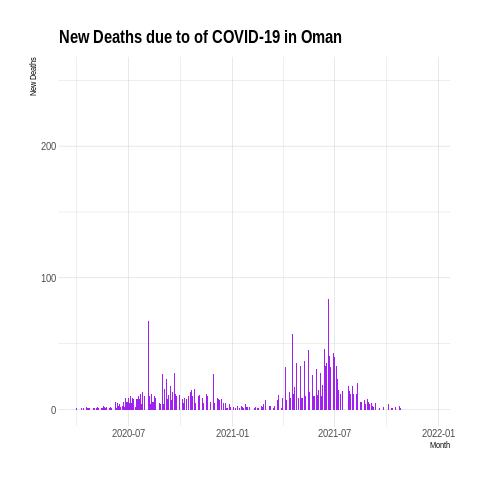 New Deaths due to of COVID-19 in Oman
New Deaths
200
100
0
2020-07 2021-01 2021-07 2022-01
Month